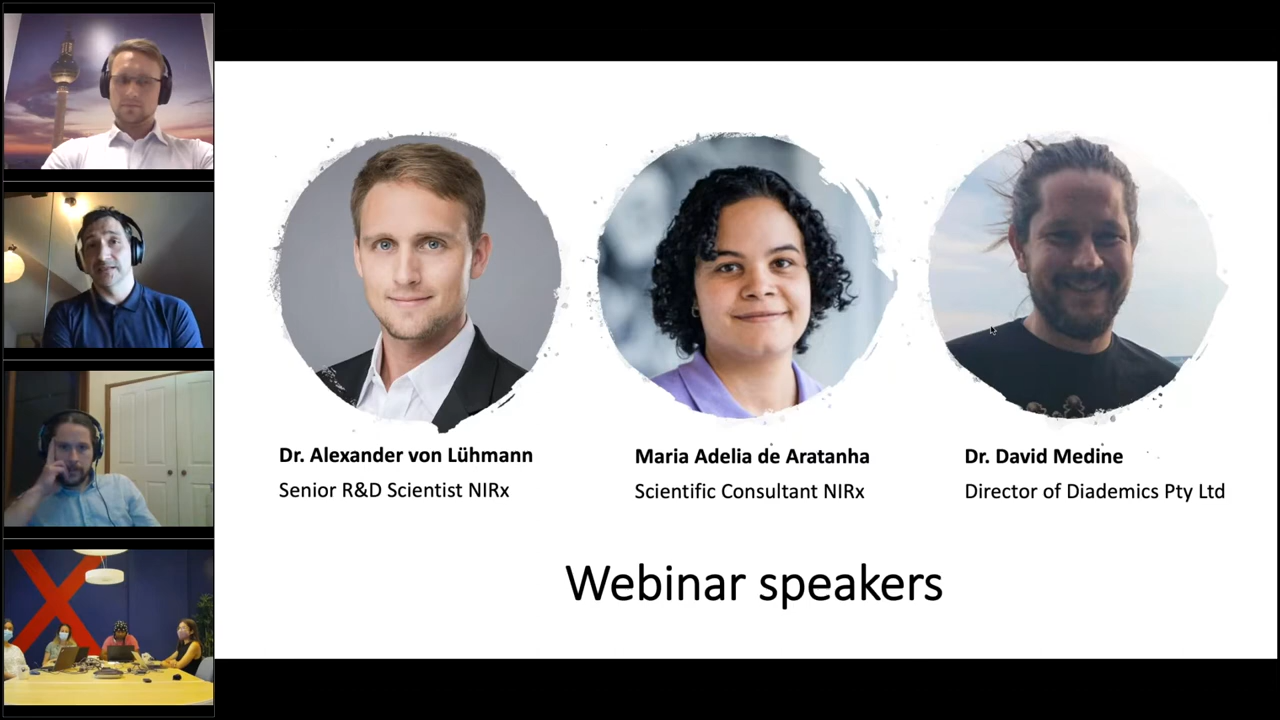 Dr. Alexander von Lühmann
Senior R&D Scientist NIRx
Maria Adelia de Aratanha
Scientific Consultant NIRx
Dr. David Medine
Director of Diademics Pty Ltd
Webinar speakers